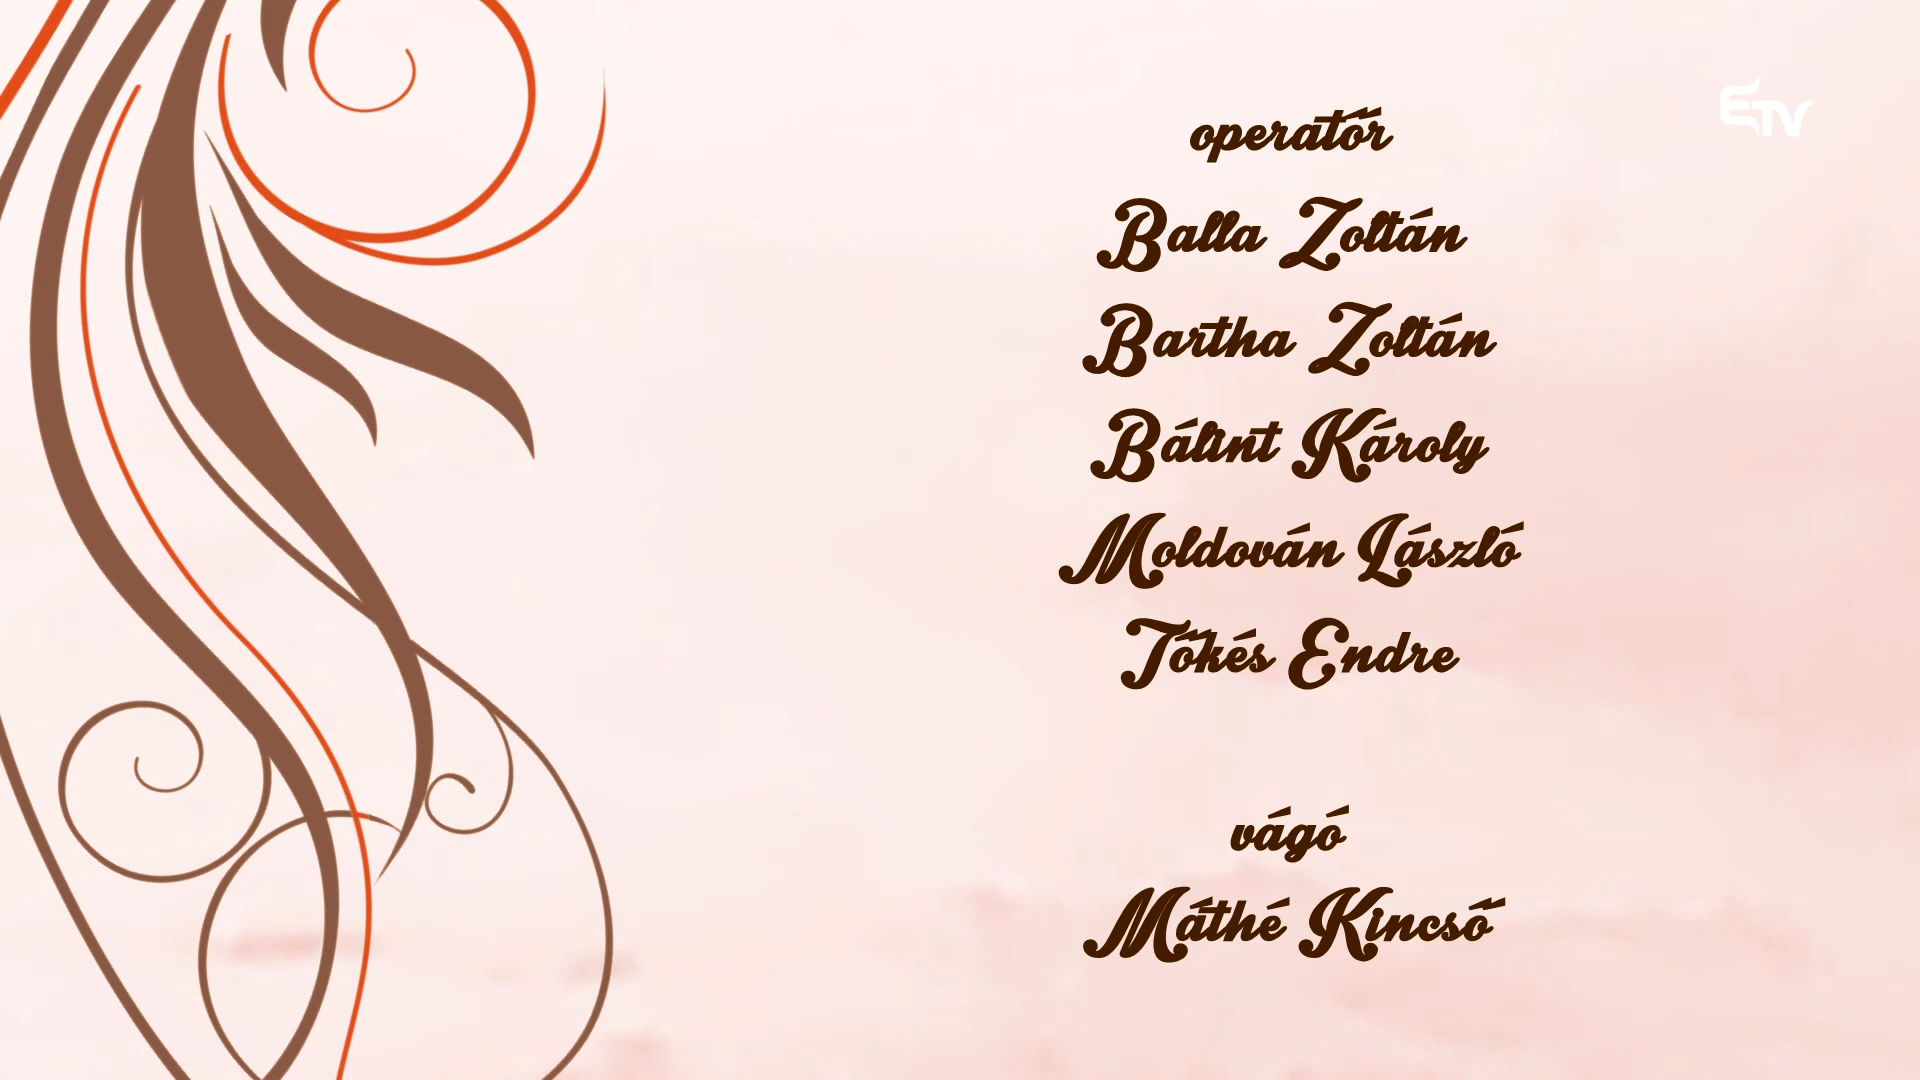 ETV
operatőr
Balla Zoltán
Bartha Zoltán
Bálint Károly
Moldován László
Tőkés Endre
vágó
Máthé Kincső